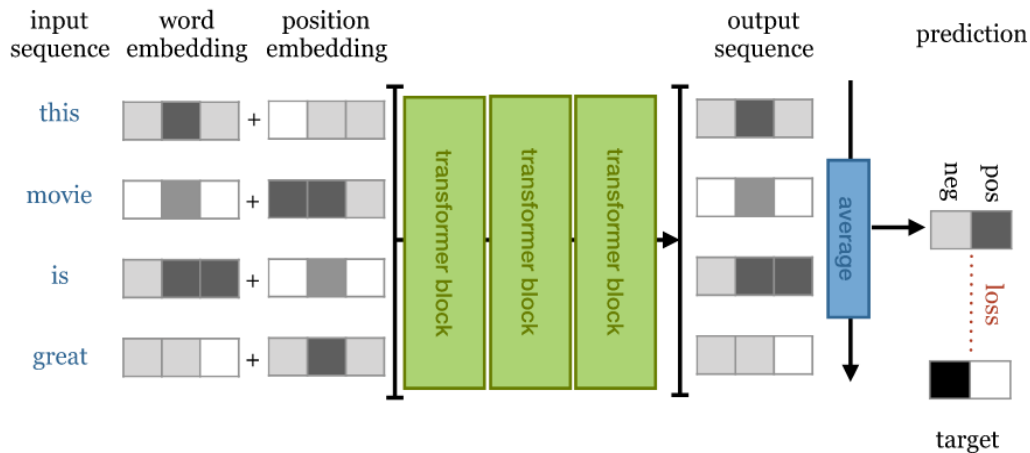 input
sequence
word
embedding
position
embedding
output
sequence
prediction
this
+
movie
+
is
+
great
+
transformer block
transformer block
transformer block
average
neg
pos
loss
target